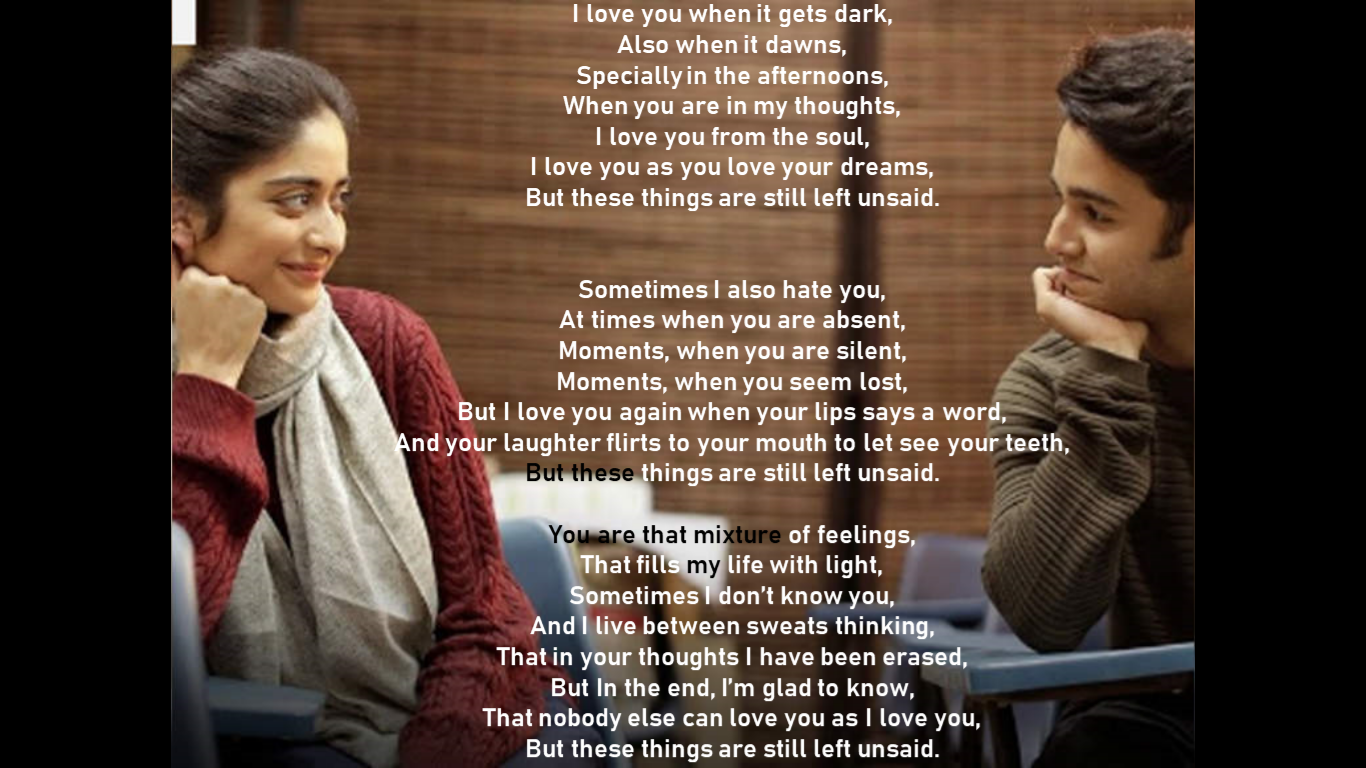 I love you when it gets dark,
Also when it dawns,
Specially in the afternoons,
When you are in my thoughts,
I love you from the soul,
I love you as you love your dreams,
But these things are still left unsaid.
Sometimes I also hate you,
At times when you are absent,
Moments, when you are silent,
Moments, when you seem lost,
But I love you again when your lips says a word,
And your laughter flirts to your mouth to let see your teeth,
But these things are still left unsaid.
You are that mixture of feelings,
That fills my life with light,
Sometimes I don't know you,
And I live between sweats thinking,
That in your thoughts I have been erased,
But In the end, I'm glad to know,
That nobody else can love you as I love you,
But these things are still left unsaid.